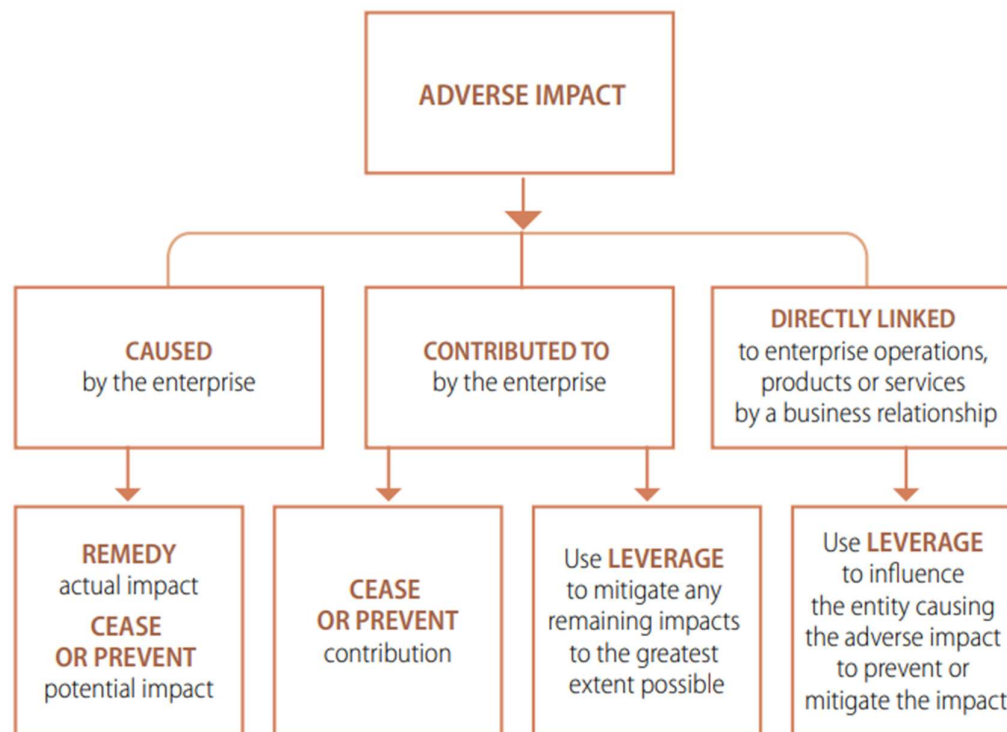 ADVERSE IMPACT
CAUSED
by the enterprise
CONTRIBUTED TO
by the enterprise
DIRECTLY LINKED
to enterprise operations,
products or services
by a business relationship
REMEDY
actual impact
CEASE
OR PREVENT
potential impact
CEASE
OR PREVENT
contribution
Use LEVERAGE
to mitigate any
remaining impacts
to the greatest
extent possible
Use LEVERAGE
to influence
the entity causing
the adverse impact
to prevent or
mitigate the impact